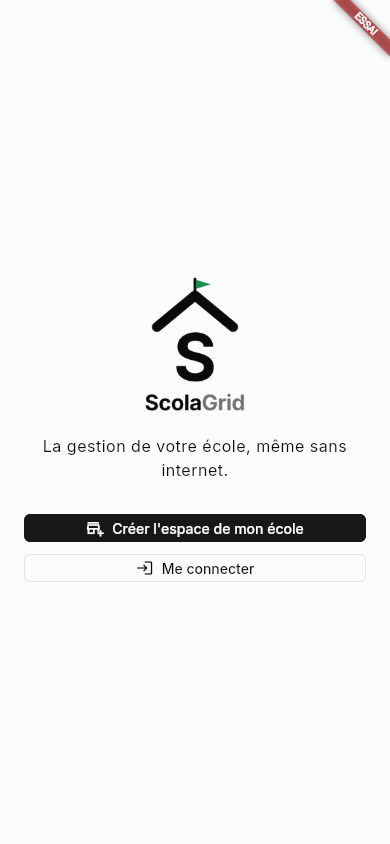 ESSAI
S
ScolaGrid
La gestion de votre école, même sans
internet.
Créer l'espace de mon école
Me connecter